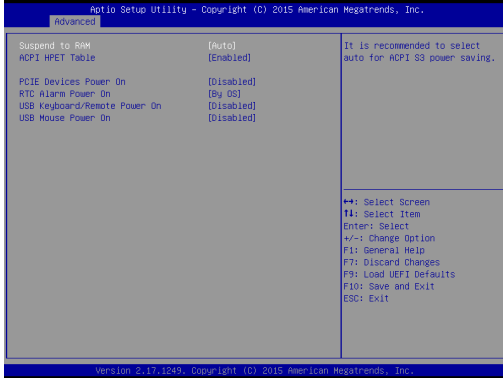 Aptio Setup Utility – Copyright (C) 2015 American Megatrends, Inc.
Advanced
Suspend to RAM [Auto]
ACPI HPET Table [Enabled]
PCIE Devices Power On [Disabled]
RTC Alarm Power On [By OS]
USB Keyboard/Remote Power On [Disabled]
USB Mouse Power On [Disabled]
It is recommended to select
auto for ACPI S3 power saving.
↔: Select Screen
↑↓: Select Item
Enter: Select
+/-: Change Option
F1: General Help
F7: Discard Changes
F9: Load UEFI Defaults
F10: Save and Exit
ESC: Exit
Version 2.17.1249. Copyright (C) 2015 American Megatrends, Inc.